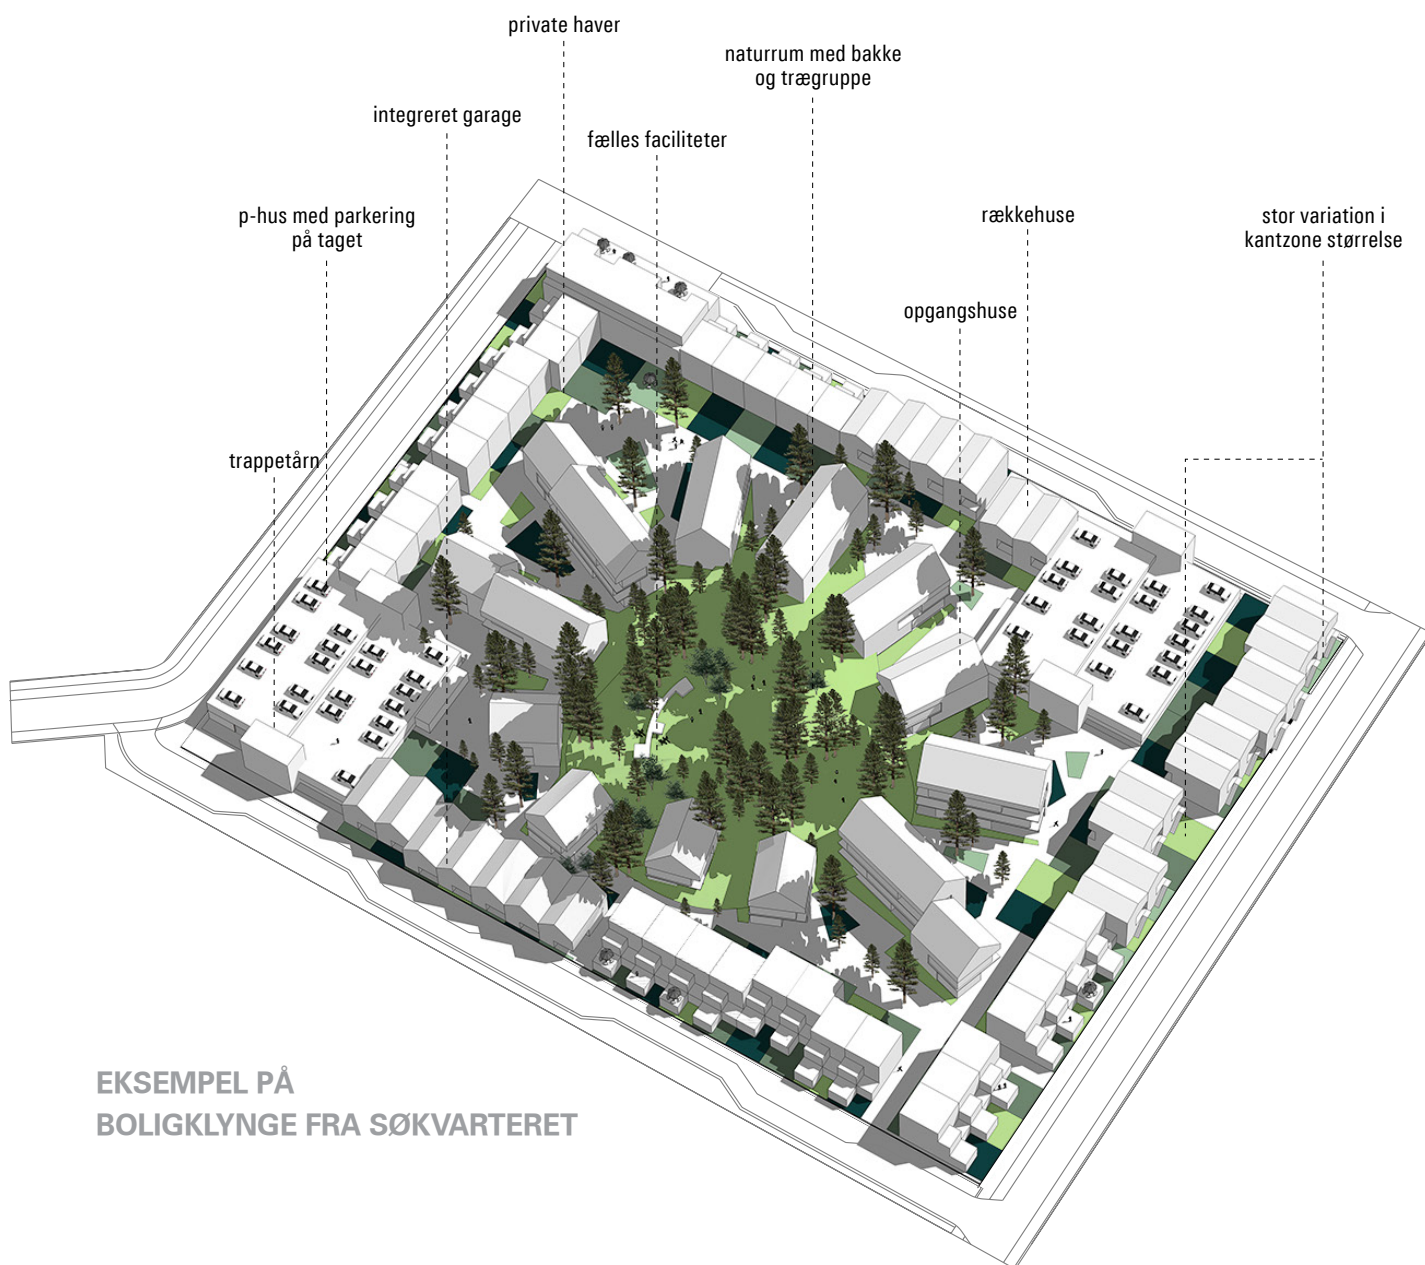 private haver
naturrum med bakke
og trægruppe
integreret garage
fælles faciliteter
p-hus med parkering
på taget
rækkehuse
stor variation i
kantzone størrelse
opgangshuse
trappetårn
EKSEMPEL PÅ
BOLIGKLYNGE FRA SØKVARTERET